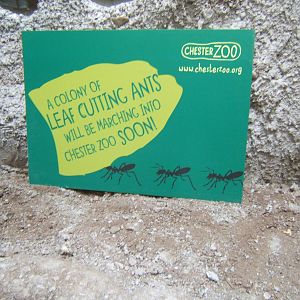 CHESTER ZOO
www.chesterzoo.org
A COLONY OF
LEAF CUTTING ANTS
WILL BE MARCHING INTO
CHESTER ZOO SOON!